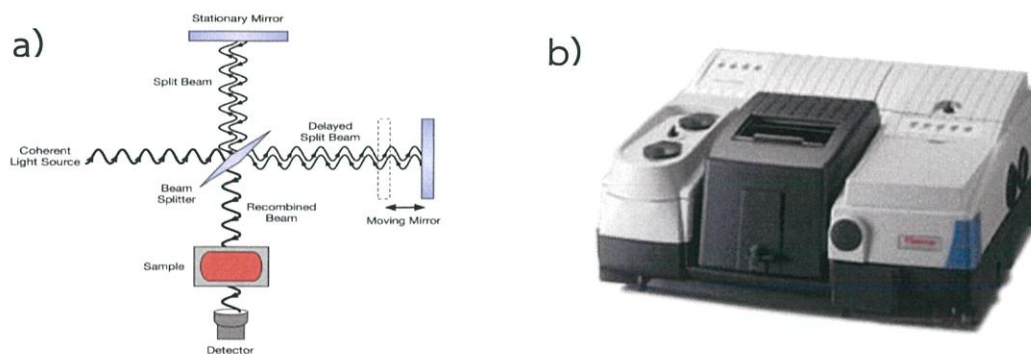 a)
Stationary Mirror
Split Beam
Coherent
Light Source
Delayed
Split Beam
Beam
Splitter
Recombined
Beam
Moving Mirror
Sample
Detector
b)